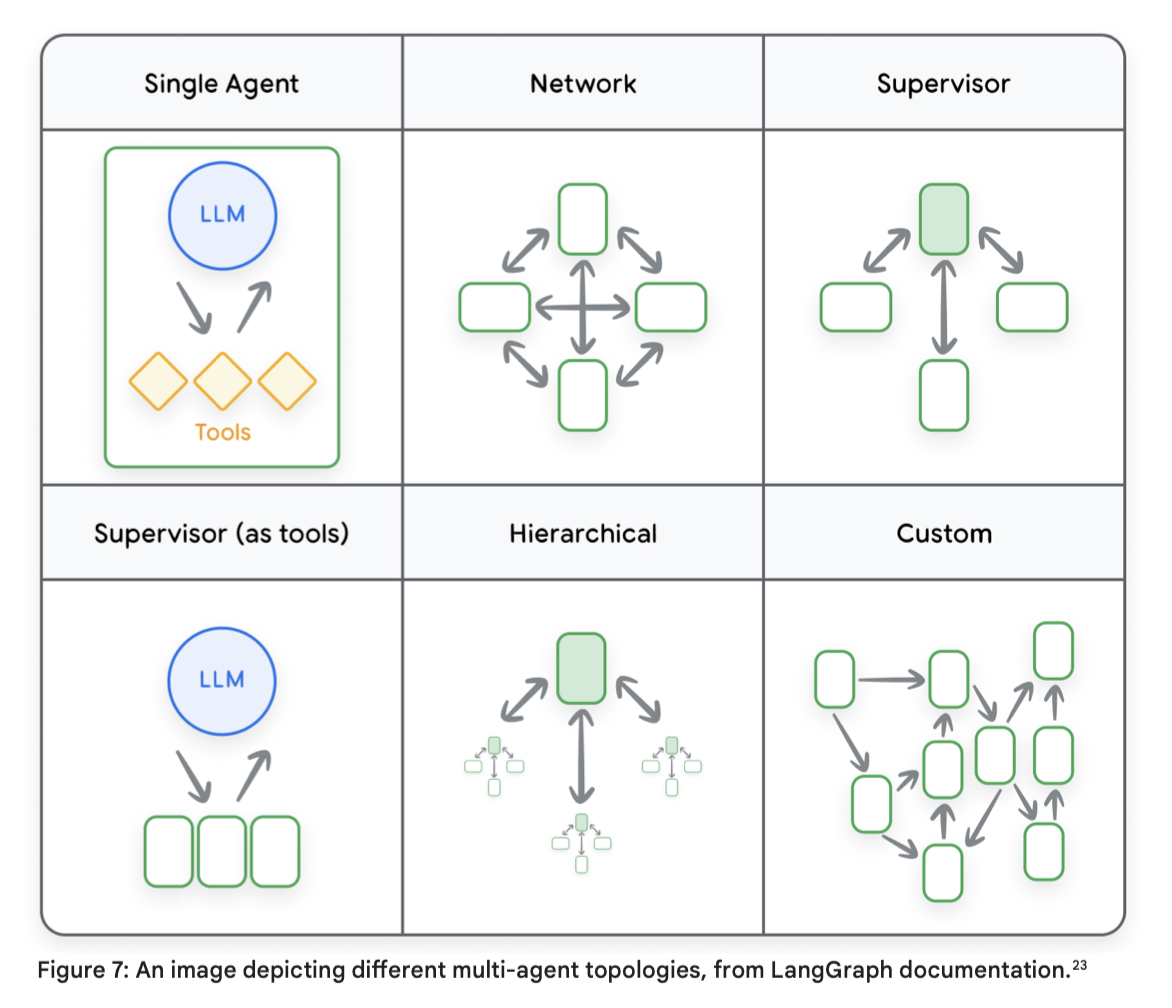 Single Agent
Network
Supervisor
LLM
Tools
Supervisor (as tools)
Hierarchical
Custom
LLM
Figure 7: An image depicting different multi-agent topologies, from LangGraph documentation.²³